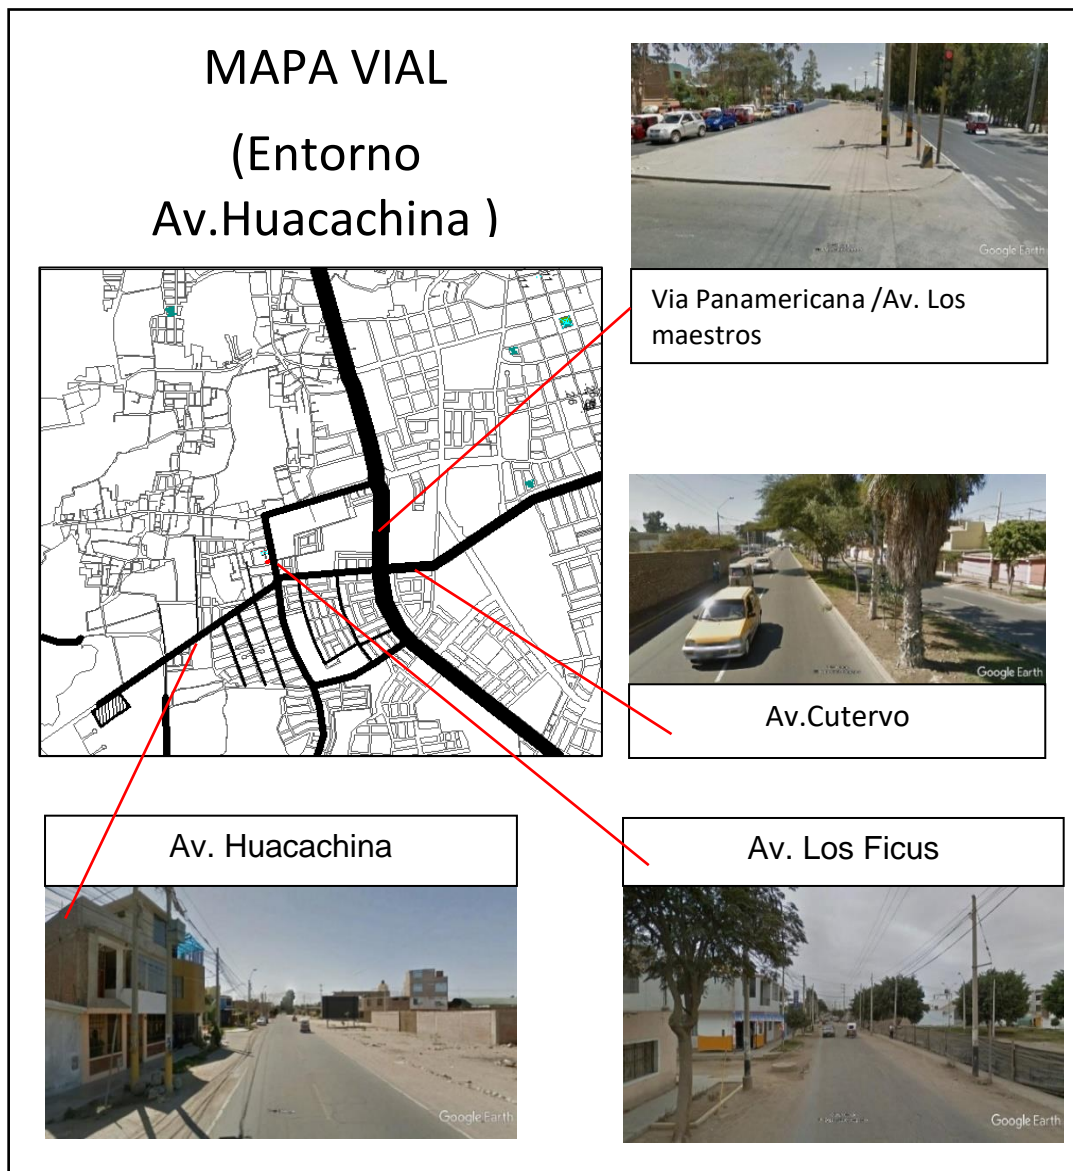 MAPA VIAL
(Entorno
Av.Huacachina )
Google Earth
Via Panamericana /Av. Los
maestros
Google Earth
Av.Cutervo
Av. Huacachina
Google Earth
Av. Los Ficus
Google Earth